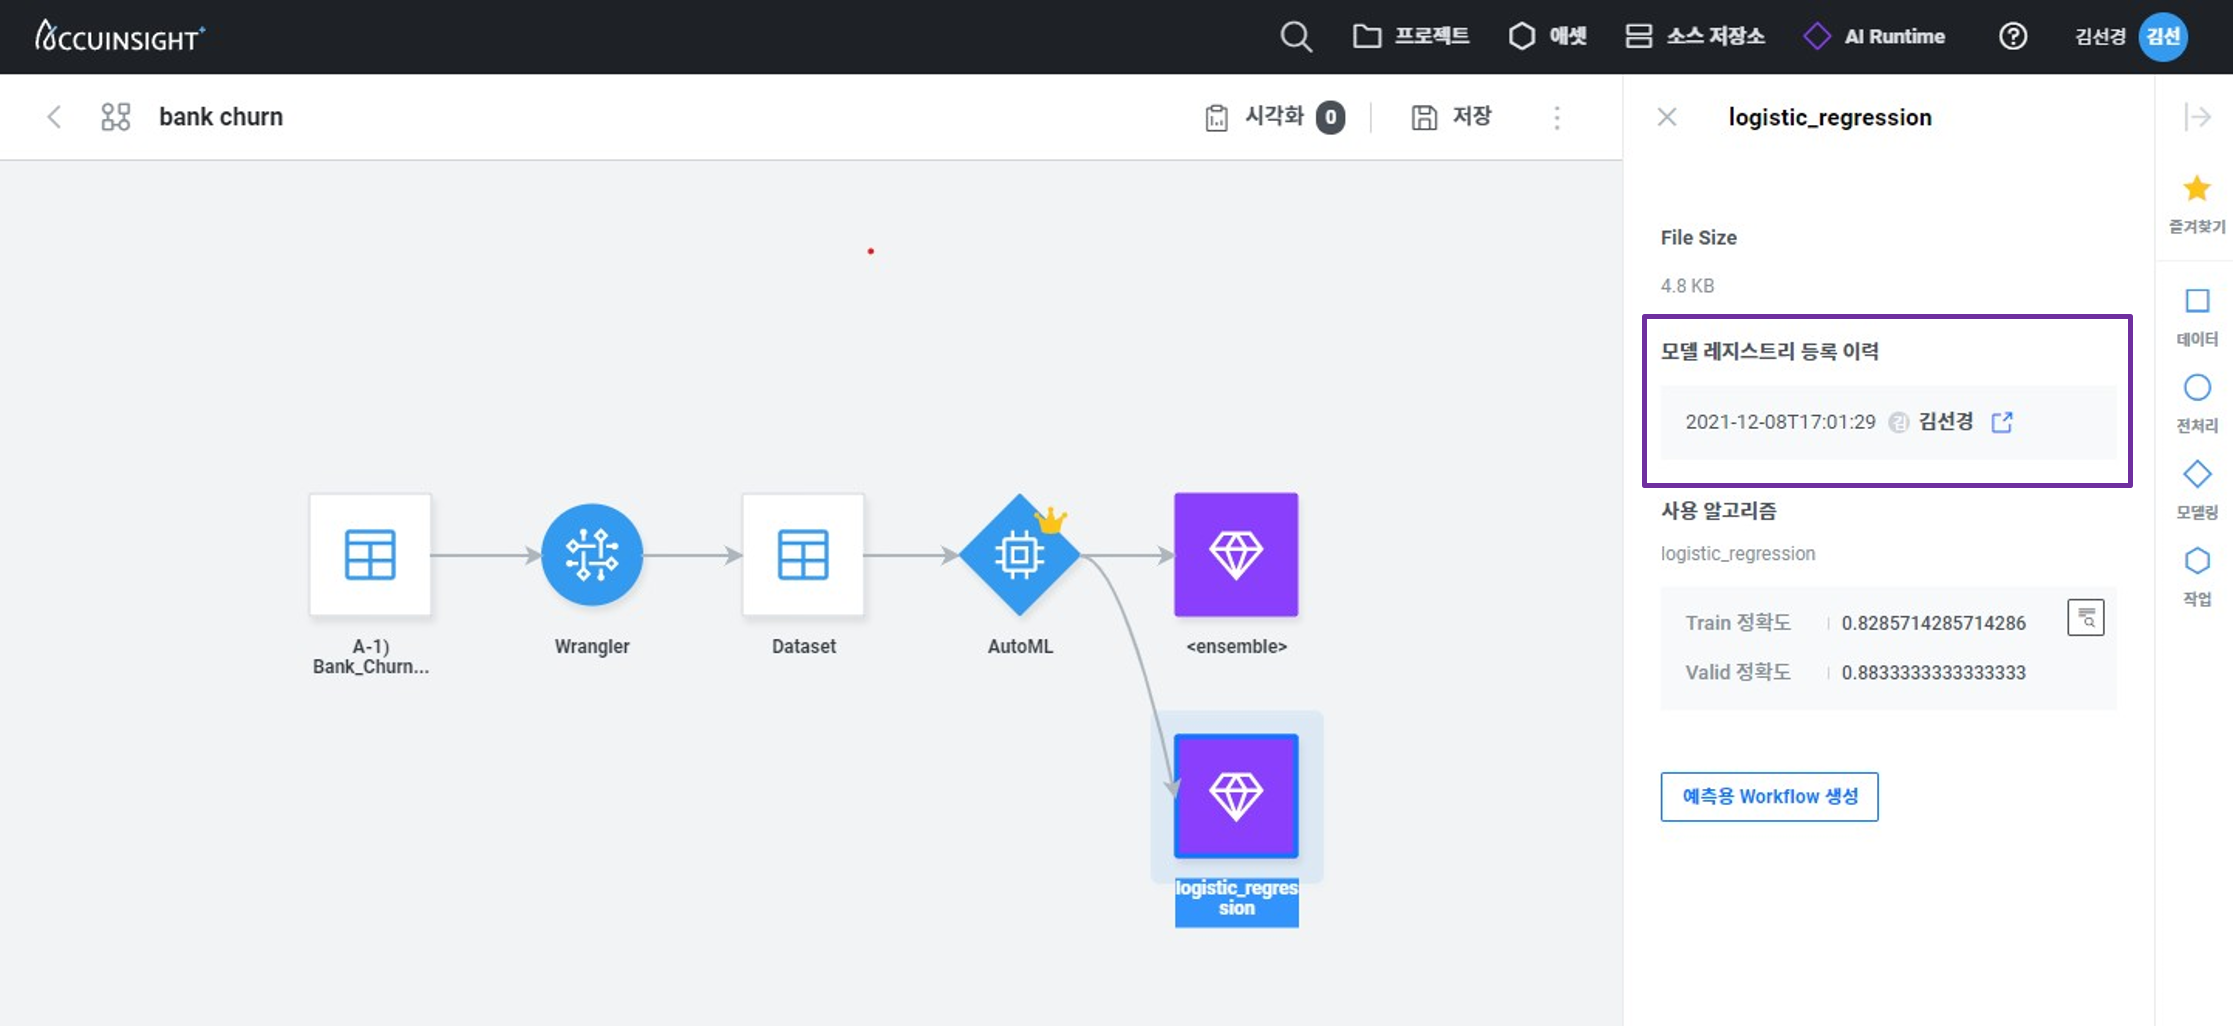 ACCUINSIGHT+
프로젝트
애셋
소스 저장소
AI Runtime
?
김선경
김선
bank churn
시각화 0
저장
logistic_regression
즐겨찾기
데이터
전처리
모델링
작업
File Size
4.8 KB
모델 레지스트리 등록 이력
2021-12-08T17:01:29 김 김선경
사용 알고리즘
logistic_regression
Train 정확도 0.8285714285714286
Valid 정확도 0.8833333333333333
예측용 Workflow 생성
A-1)
Bank_Churn...
Wrangler
Dataset
AutoML
<ensemble>
logistic_regres
sion